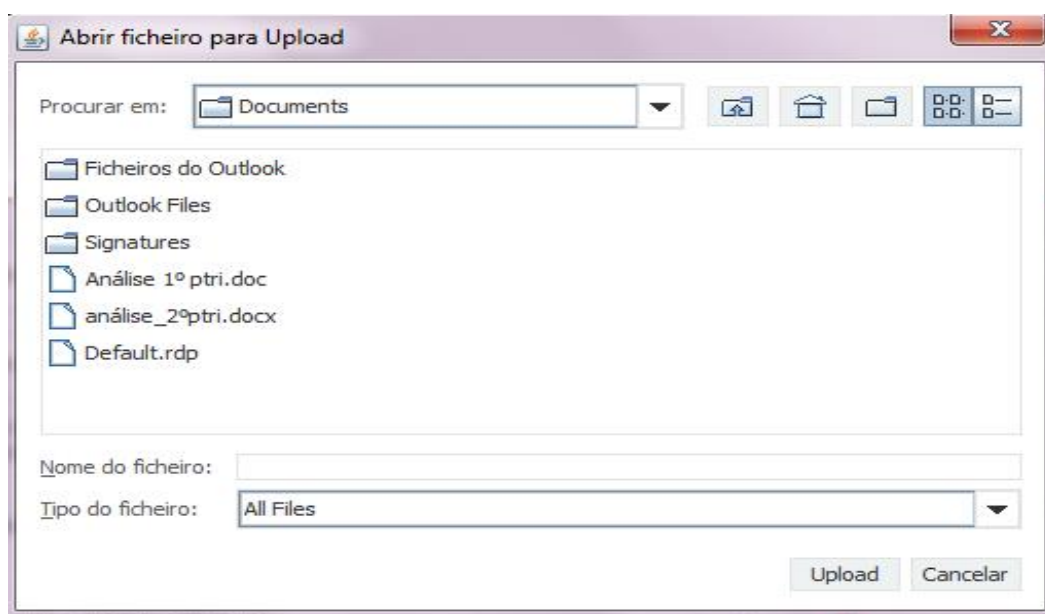 Abrir ficheiro para Upload
Procurar em: Documents
Ficheiros do Outlook
Outlook Files
Signatures
Análise 1º ptri.doc
análise_2ºptri.docx
Default.rdp
Nome do ficheiro:
Tipo do ficheiro: All Files
Upload Cancelar